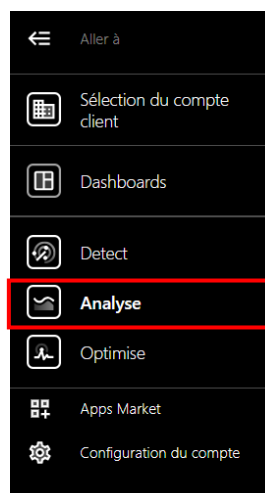 Aller à
Sélection du compte
client
Dashboards
Detect
Analyse
Optimise
Apps Market
Configuration du compte